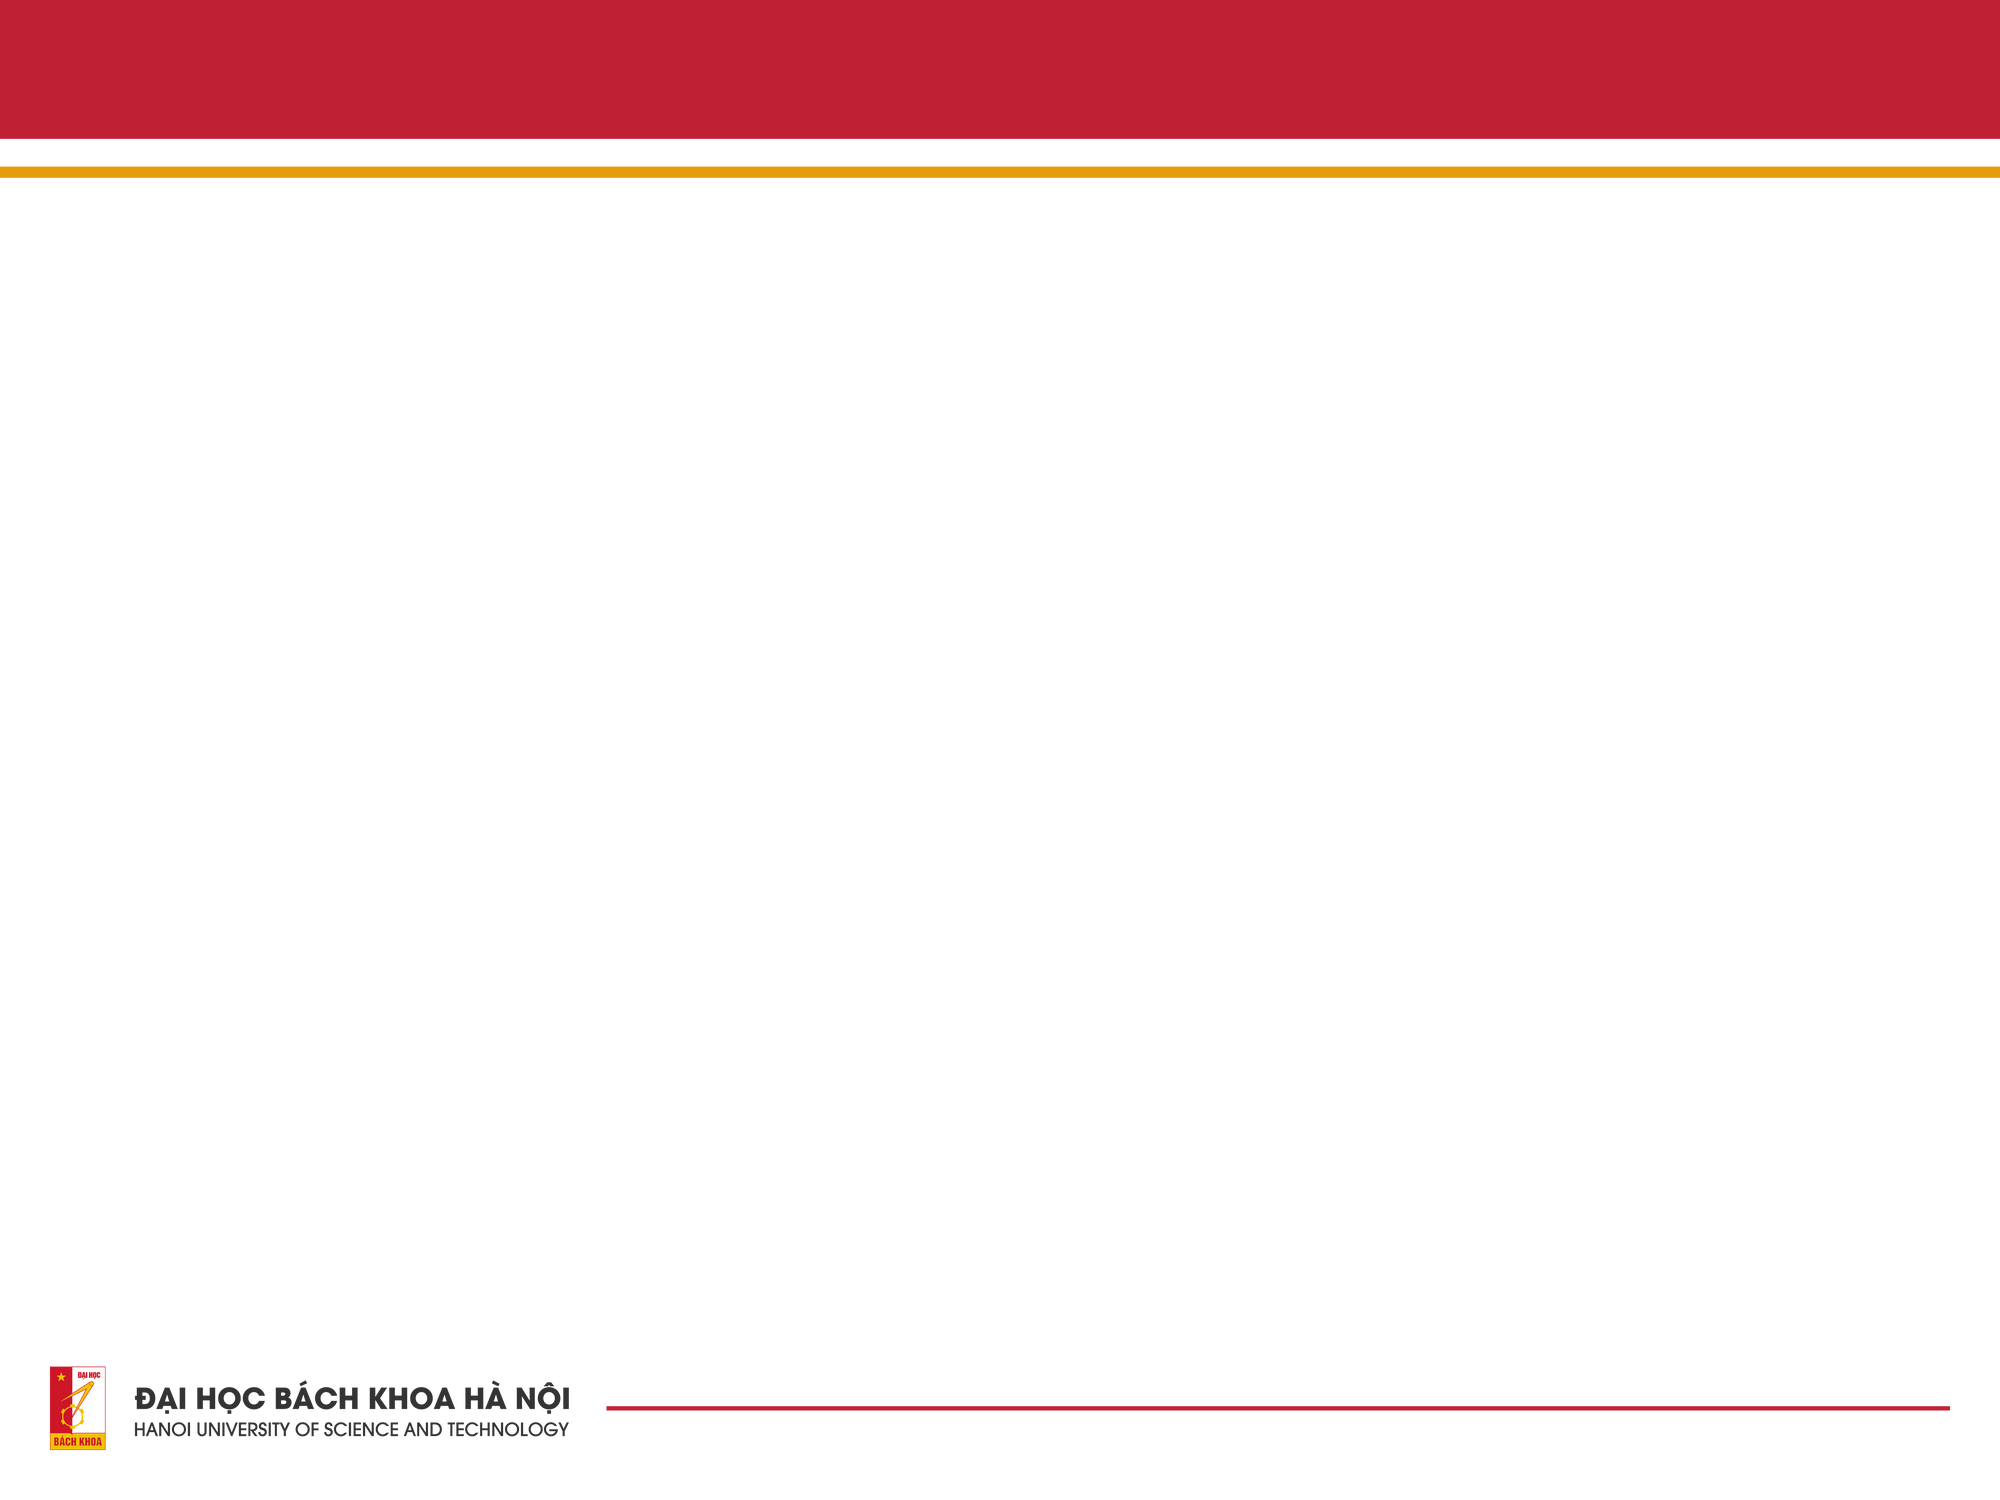 ĐẠI HỌC
BÁCH KHOA
ĐẠI HỌC BÁCH KHOA HÀ NỘI
HANOI UNIVERSITY OF SCIENCE AND TECHNOLOGY